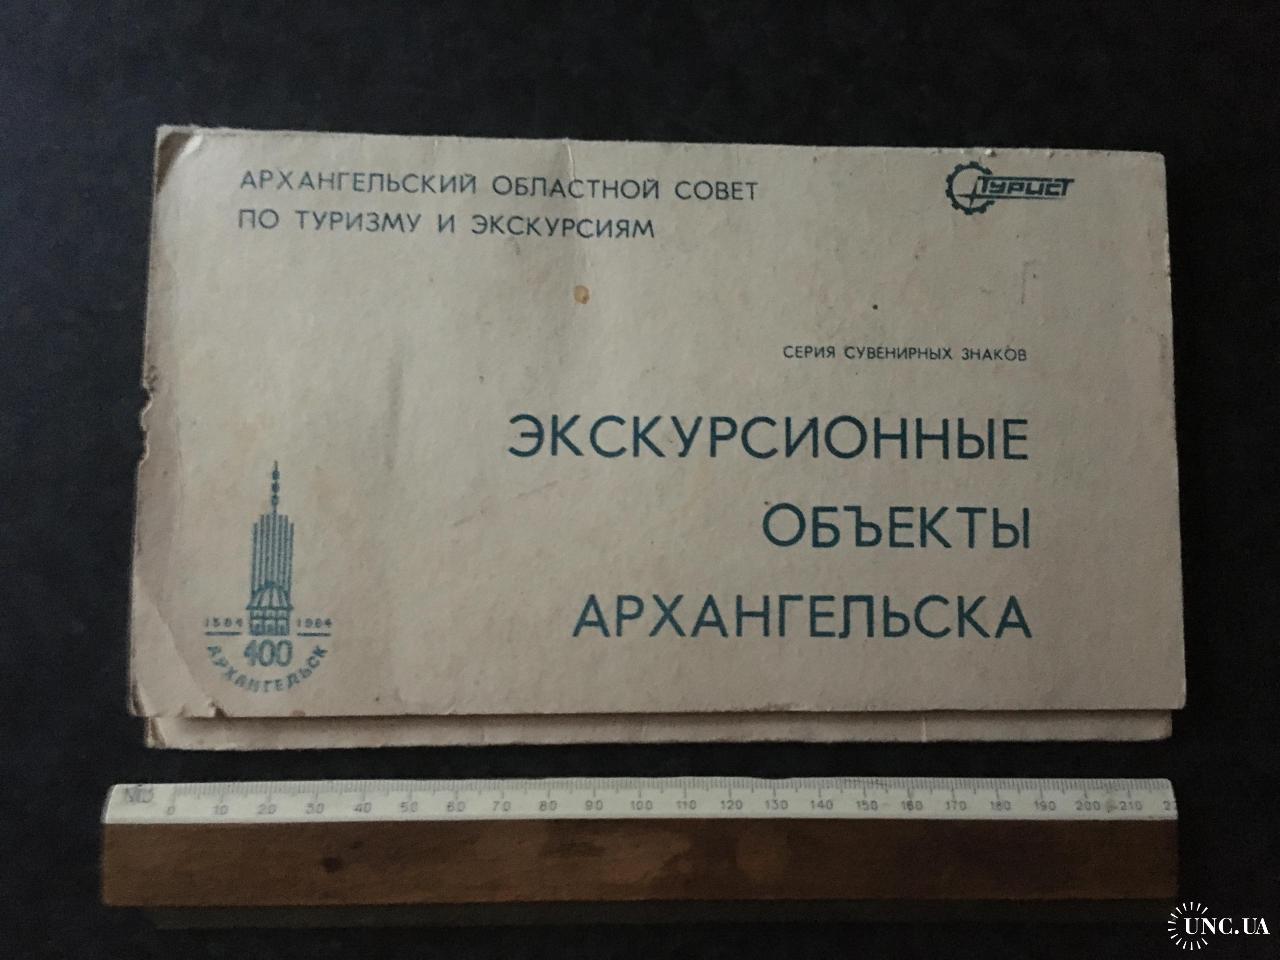 АРХАНГЕЛЬСКИЙ ОБЛАСТНОЙ СОВЕТ
ПО ТУРИЗМУ И ЭКСКУРСИЯМ
ТУРИСТ
СЕРИЯ СУВЕНИРНЫХ ЗНАКОВ
ЭКСКУРСИОННЫЕ
ОБЪЕКТЫ
АРХАНГЕЛЬСКА
1584 1984
400
АРХАНГЕЛЬСК
0 10 20 30 40 50 60 70 80 90 100 110 120 130 140 150 160 170 180 190 200 210
UNC.UA